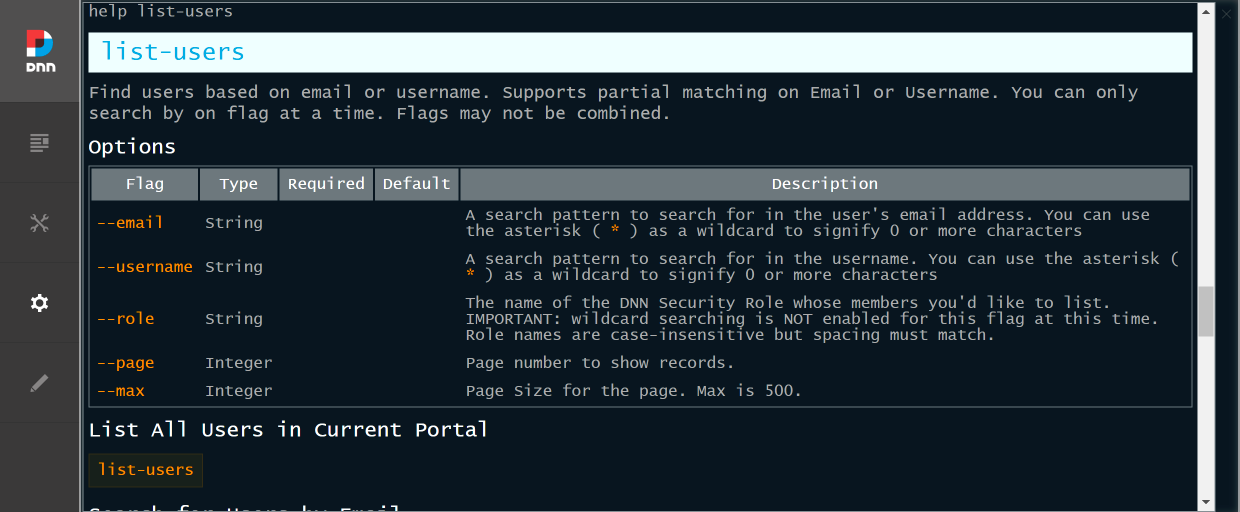 help list-users
dnn
list-users
Find users based on email or username. Supports partial matching on Email or Username. You can only
search by on flag at a time. Flags may not be combined.
Options
Flag Type Required Default Description
--email String A search pattern to search for in the user's email address. You can use
the asterisk ( * ) as a wildcard to signify 0 or more characters
--username String A search pattern to search for in the username. You can use the asterisk (
* ) as a wildcard to signify 0 or more characters
--role String The name of the DNN Security Role whose members you'd like to list.
IMPORTANT: wildcard searching is NOT enabled for this flag at this time.
Role names are case-insensitive but spacing must match.
--page Integer Page number to show records.
--max Integer Page Size for the page. Max is 500.
List All Users in Current Portal
list-users
Search for Users by Email